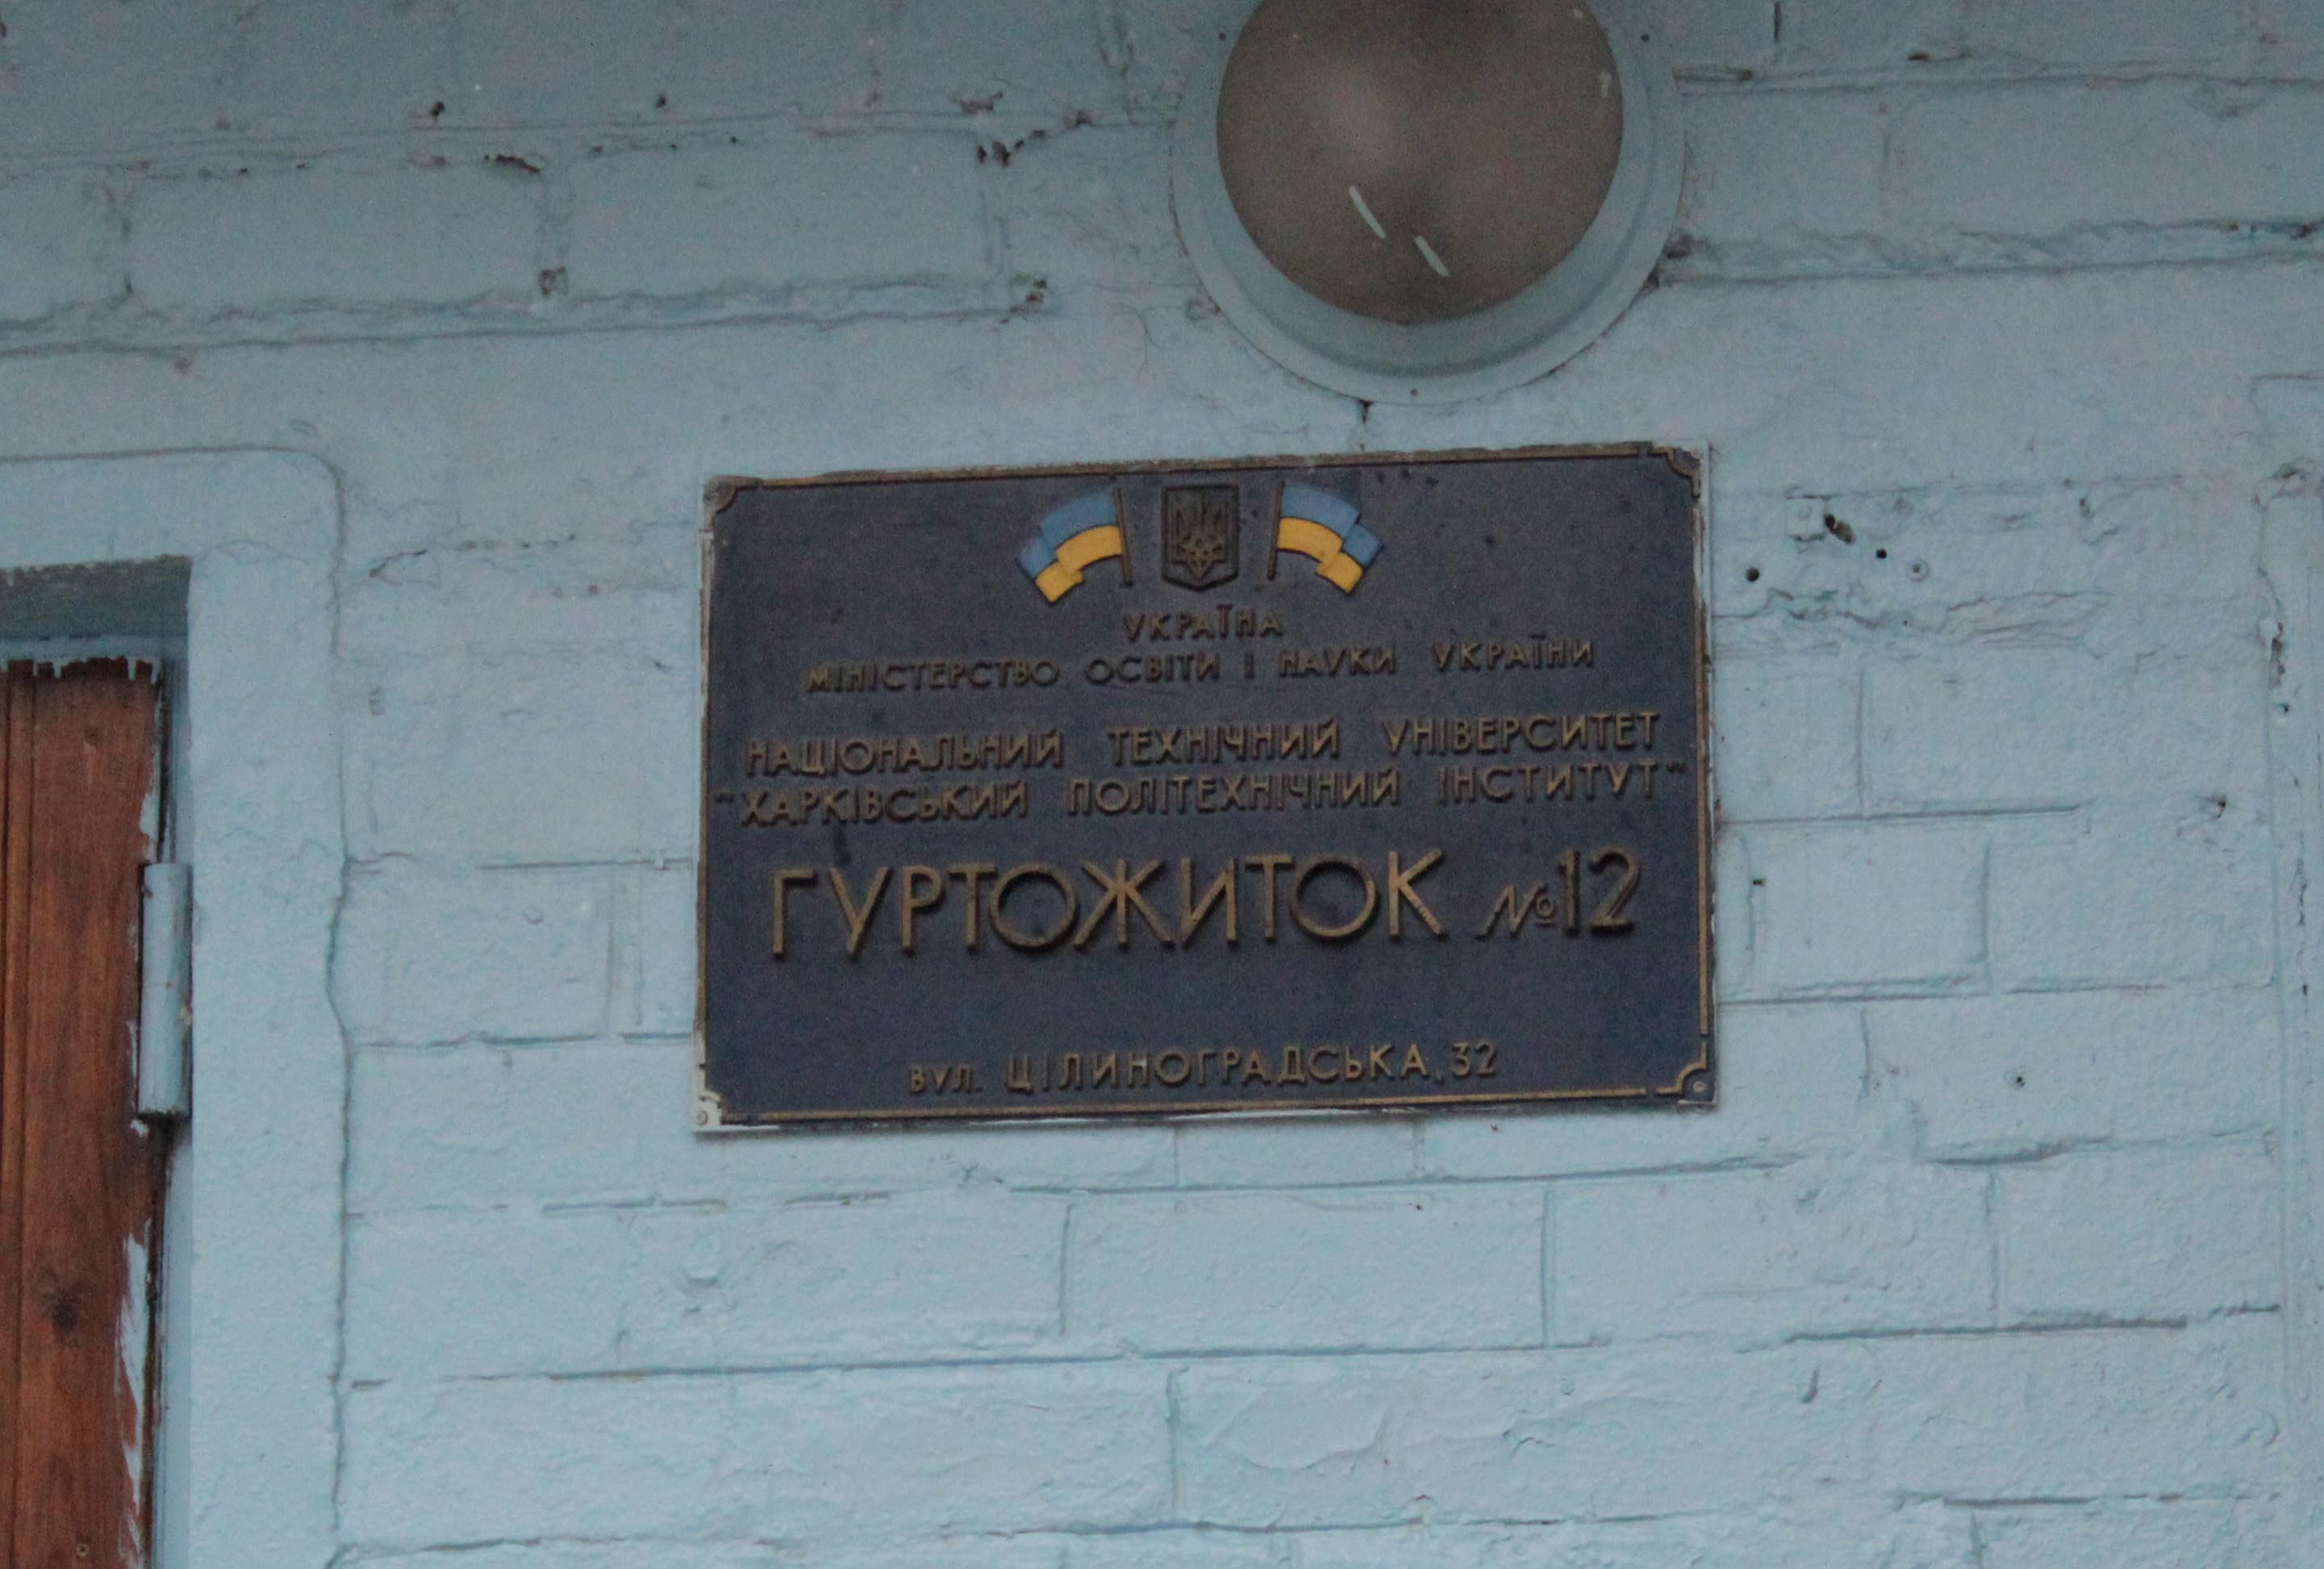 УКРАЇНА
МІНІСТЕРСТВО ОСВІТИ І НАУКИ УКРАЇНИ
НАЦІОНАЛЬНИЙ ТЕХНІЧНИЙ УНІВЕРСИТЕТ
"ХАРКІВСЬКИЙ ПОЛІТЕХНІЧНИЙ ІНСТИТУТ"
ГУРТОЖИТОК №12
ВУЛ. ЦІЛИНОГРАДСЬКА, 32